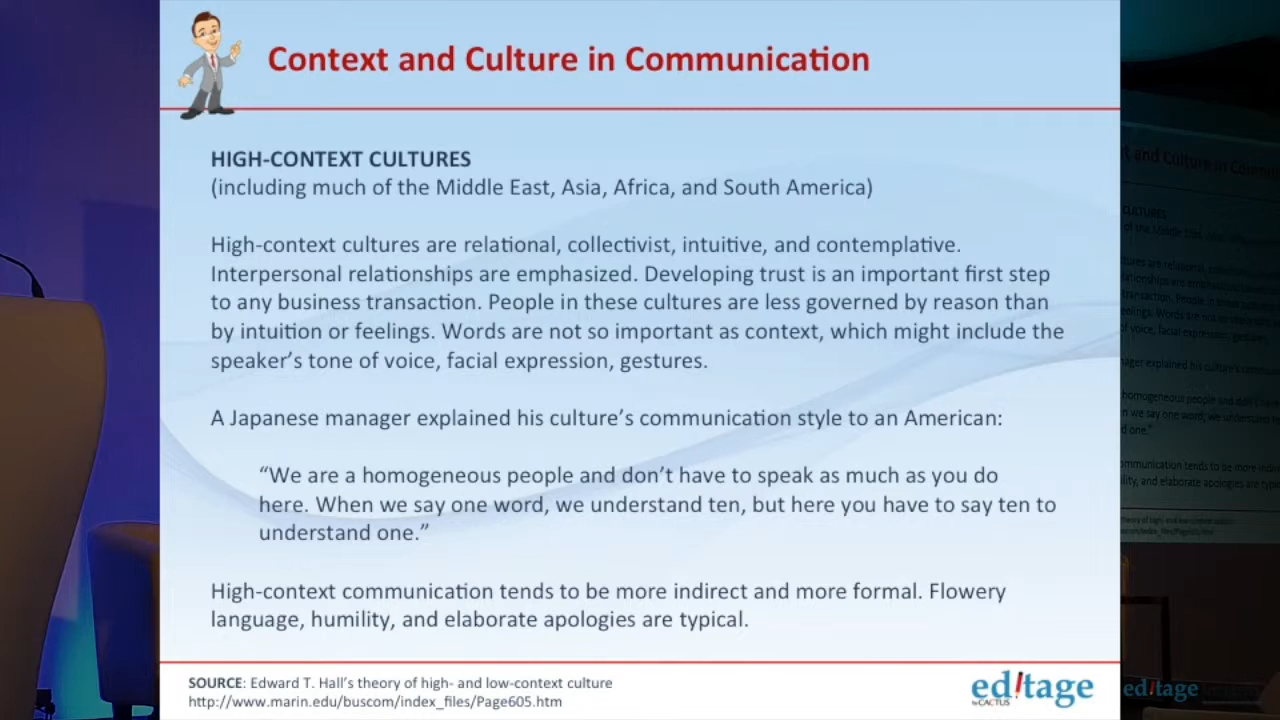 Context and Culture in Communication
HIGH-CONTEXT CULTURES
(including much of the Middle East, Asia, Africa, and South America)
High-context cultures are relational, collectivist, intuitive, and contemplative.
Interpersonal relationships are emphasized. Developing trust is an important first step
to any business transaction. People in these cultures are less governed by reason than
by intuition or feelings. Words are not so important as context, which might include the
speaker's tone of voice, facial expression, gestures.
A Japanese manager explained his culture's communication style to an American:
“We are a homogeneous people and don't have to speak as much as you do
here. When we say one word, we understand ten, but here you have to say ten to
understand one.”
High-context communication tends to be more indirect and more formal. Flowery
language, humility, and elaborate apologies are typical.
SOURCE: Edward T. Hall's theory of high- and low-context culture
http://www.marin.edu/buscom/index_files/Page605.htm
ed!tage
by CACTUS
ed!tage